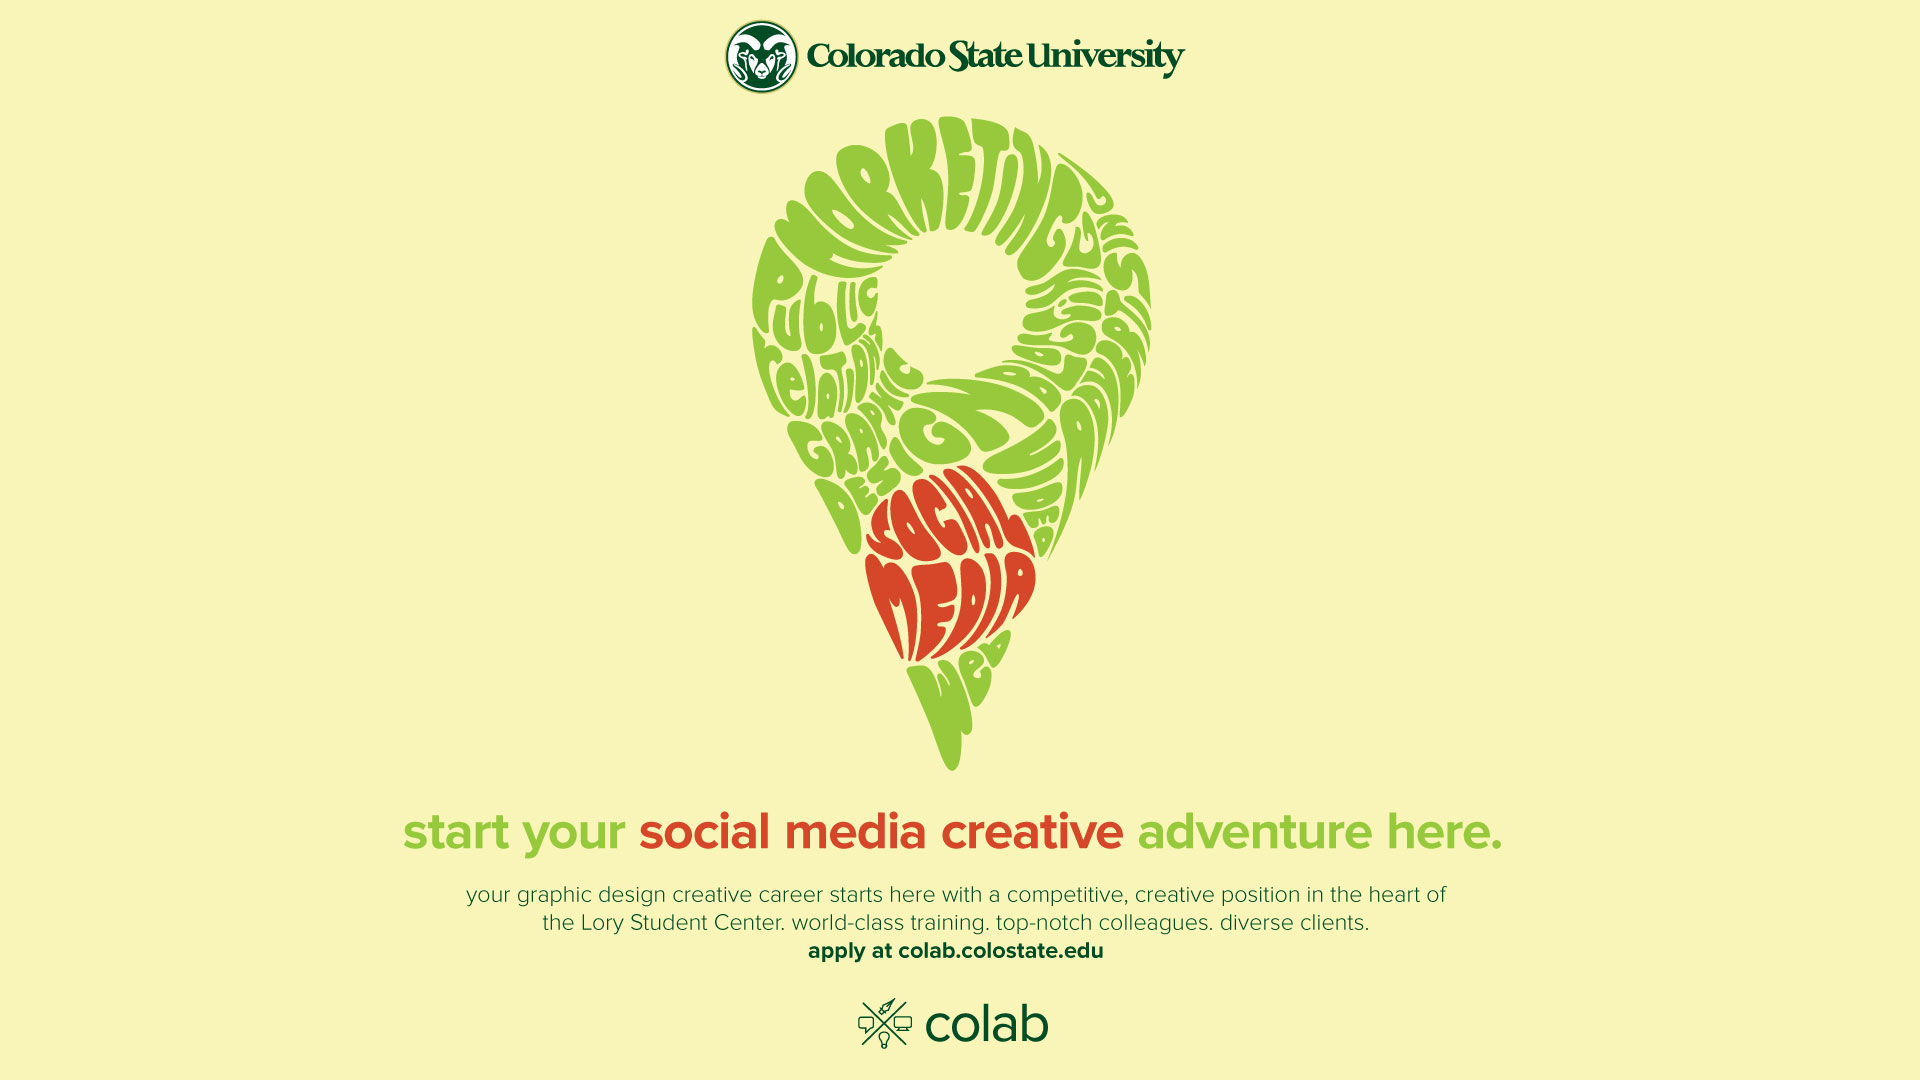 Colorado State University
MARKETING
PUBLIC
relations
GRAPHIC
DESIGN
VIDEO
SOCIAL
MEDIA
Web
start your social media creative adventure here.
your graphic design creative career starts here with a competitive, creative position in the heart of
the Lory Student Center. world-class training. top-notch colleagues. diverse clients.
apply at colab.colostate.edu
colab